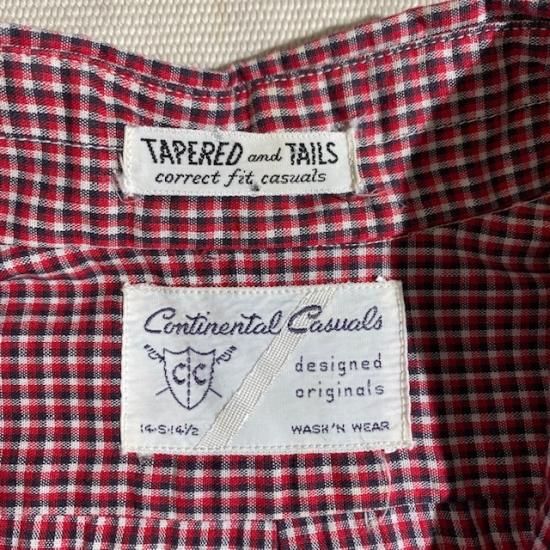 TAPERED and TAILS
correct fit casuals
Continental Casuals
CC
designed
originals
14·S·14½
WASH 'N WEAR